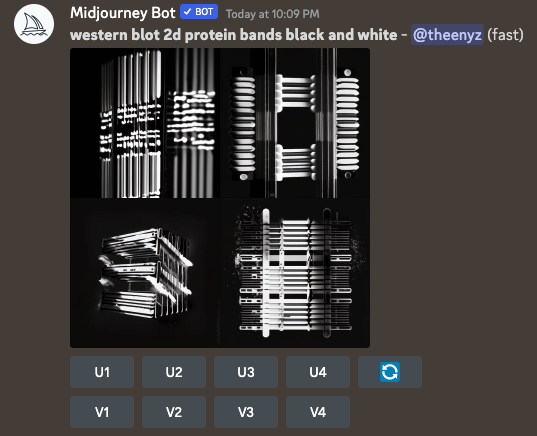 Midjourney Bot ✓ BOT Today at 10:09 PM
western blot 2d protein bands black and white - @theenyz (fast)
U1 U2 U3 U4
V1 V2 V3 V4